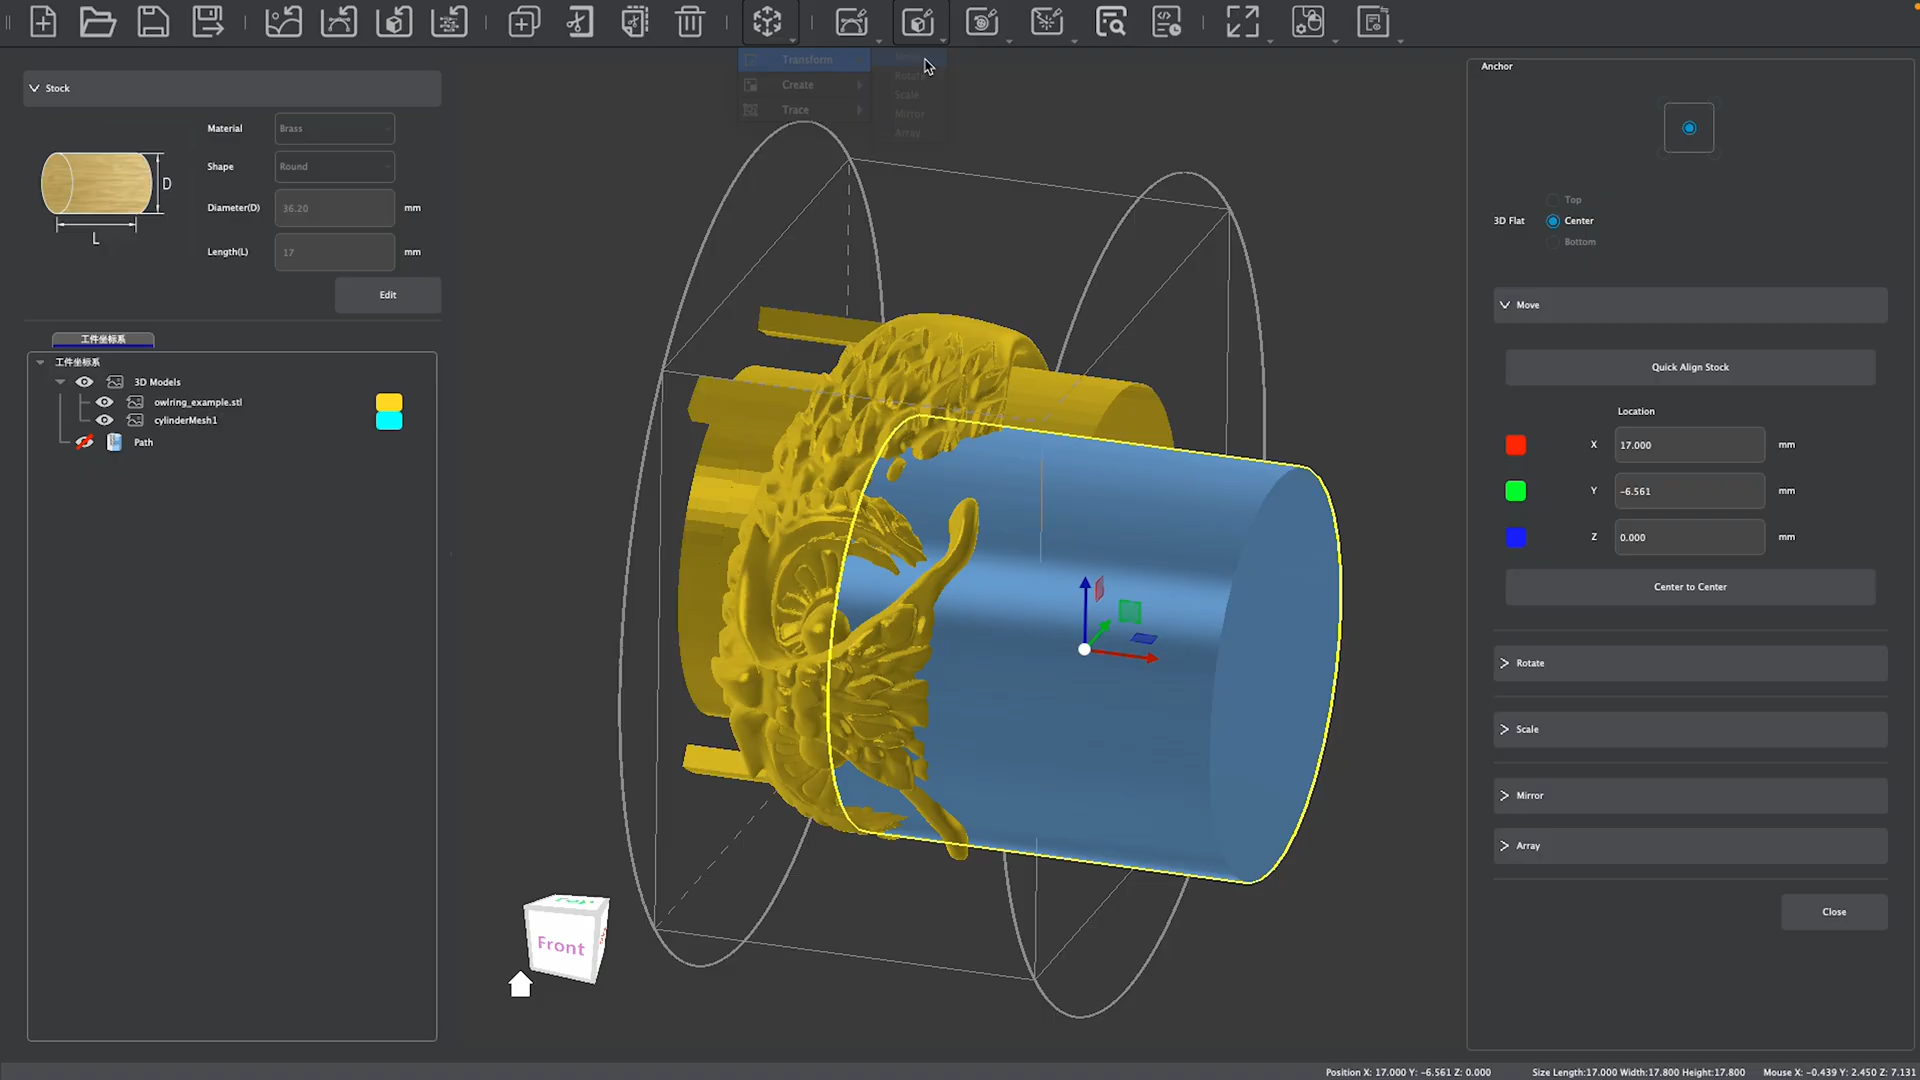 Transform
Create
Trace
Rotate
Scale
Mirror
Array
Stock
Material
Brass
Shape
Round
Diameter(D)
36.20
mm
Length(L)
17
mm
D
L
Edit
工件坐标系
工件坐标系
3D Models
owlring_example.stl
cylinderMesh1
Path
Front
Anchor
3D Flat
Top
Center
Bottom
Move
Quick Align Stock
Location
X
17.000
mm
Y
-6.561
mm
Z
0.000
mm
Center to Center
Rotate
Scale
Mirror
Array
Close
Position X: 17.000 Y: -6.561 Z: 0.000
Size Length:17.000 Width:17.800 Height:17.800
Mouse X: -0.439 Y: 2.450 Z: 7.131